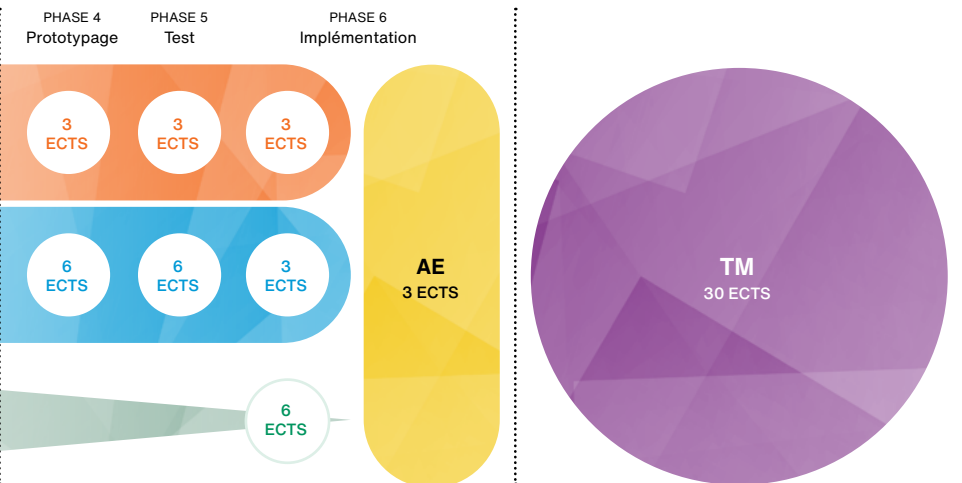 PHASE 4
Prototypage
PHASE 5
Test
PHASE 6
Implémentation
3
ECTS
3
ECTS
3
ECTS
6
ECTS
6
ECTS
3
ECTS
AE
3 ECTS
TM
30 ECTS
6
ECTS